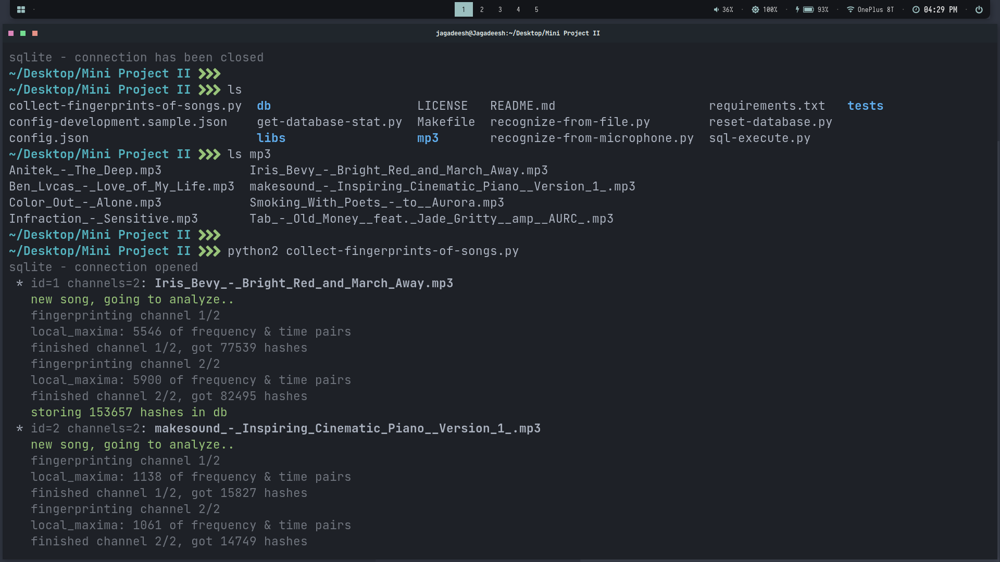 1 2 3 4 5 36% 100% 93% OnePlus 8T 04:29 PM
jagadeesh@Jagadeesh:~/Desktop/Mini Project II
sqlite - connection has been closed
~/Desktop/Mini Project II
~/Desktop/Mini Project II ls
collect-fingerprints-of-songs.py db LICENSE README.md requirements.txt tests
config-development.sample.json get-database-stat.py Makefile recognize-from-file.py reset-database.py
config.json libs mp3 recognize-from-microphone.py sql-execute.py
~/Desktop/Mini Project II ls mp3
Anitek_-_The_Deep.mp3 Iris_Bevy_-_Bright_Red_and_March_Away.mp3
Ben_Lvcas_-_Love_of_My_Life.mp3 makesound_-_Inspiring_Cinematic_Piano__Version_1_.mp3
Color_Out_-_Alone.mp3 Smoking_With_Poets_-_to__Aurora.mp3
Infraction_-_Sensitive.mp3 Tab_-_Old_Money__feat._Jade_Gritty__amp__AURC_.mp3
~/Desktop/Mini Project II
~/Desktop/Mini Project II python2 collect-fingerprints-of-songs.py
sqlite - connection opened
* id=1 channels=2: Iris_Bevy_-_Bright_Red_and_March_Away.mp3
new song, going to analyze..
fingerprinting channel 1/2
local_maxima: 5546 of frequency & time pairs
finished channel 1/2, got 77539 hashes
fingerprinting channel 2/2
local_maxima: 5900 of frequency & time pairs
finished channel 2/2, got 82495 hashes
storing 153657 hashes in db
* id=2 channels=2: makesound_-_Inspiring_Cinematic_Piano__Version_1_.mp3
new song, going to analyze..
fingerprinting channel 1/2
local_maxima: 1138 of frequency & time pairs
finished channel 1/2, got 15827 hashes
fingerprinting channel 2/2
local_maxima: 1061 of frequency & time pairs
finished channel 2/2, got 14749 hashes